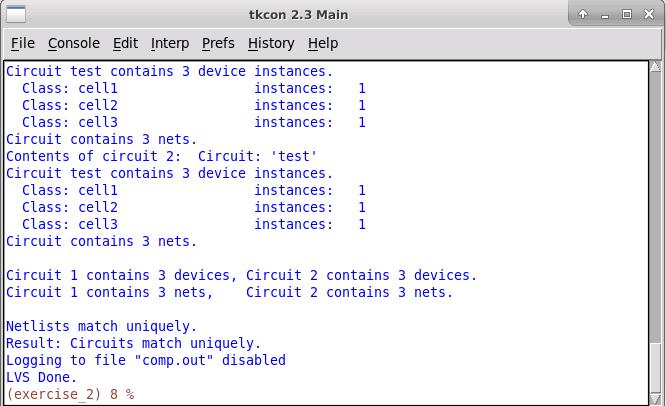 tkcon 2.3 Main
File Console Edit Interp Prefs History Help
Circuit test contains 3 device instances.
  Class: cell1                 instances:   1
  Class: cell2                 instances:   1
  Class: cell3                 instances:   1
Circuit contains 3 nets.
Contents of circuit 2:  Circuit: 'test'
Circuit test contains 3 device instances.
  Class: cell1                 instances:   1
  Class: cell2                 instances:   1
  Class: cell3                 instances:   1
Circuit contains 3 nets.

Circuit 1 contains 3 devices, Circuit 2 contains 3 devices.
Circuit 1 contains 3 nets,    Circuit 2 contains 3 nets.

Netlists match uniquely.
Result: Circuits match uniquely.
Logging to file "comp.out" disabled
LVS Done.
(exercise_2) 8 %